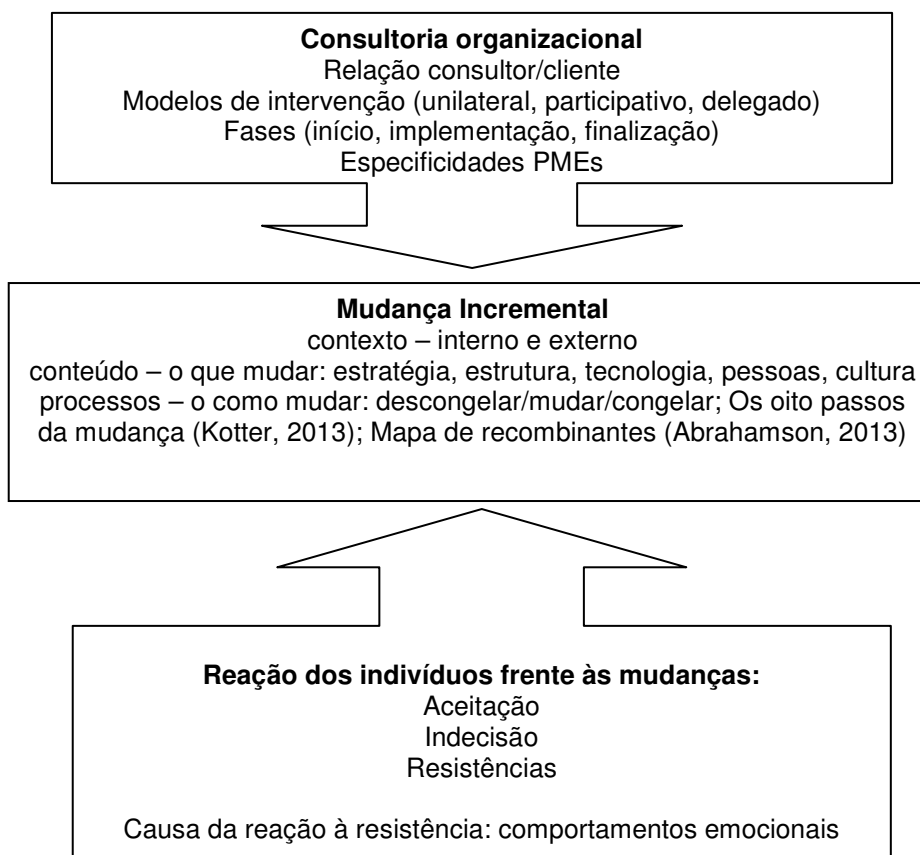 Consultoria organizacional
Relação consultor/cliente
Modelos de intervenção (unilateral, participativo, delegado)
Fases (início, implementação, finalização)
Especificidades PMEs
Mudança Incremental
contexto – interno e externo
conteúdo – o que mudar: estratégia, estrutura, tecnologia, pessoas, cultura
processos – o como mudar: descongelar/mudar/congelar; Os oito passos
da mudança (Kotter, 2013); Mapa de recombinantes (Abrahamson, 2013)
Reação dos indivíduos frente às mudanças:
Aceitação
Indecisão
Resistências
Causa da reação à resistência: comportamentos emocionais